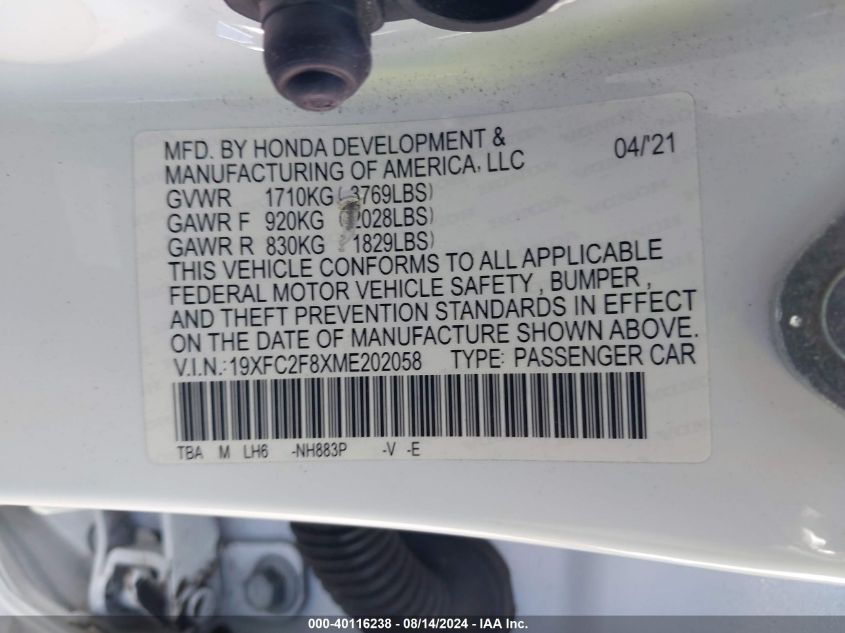 MFD. BY HONDA DEVELOPMENT & 04/'21
MANUFACTURING OF AMERICA, LLC
GVWR 1710KG(3769LBS)
GAWR F 920KG (2028LBS)
GAWR R 830KG 1829LBS)
THIS VEHICLE CONFORMS TO ALL APPLICABLE
FEDERAL MOTOR VEHICLE SAFETY, BUMPER,
AND THEFT PREVENTION STANDARDS IN EFFECT
ON THE DATE OF MANUFACTURE SHOWN ABOVE.
V.I.N.:19XFC2F8XME202058 TYPE: PASSENGER CAR
TBA M LH6 -NH883P -V -E
000-40116238 - 08/14/2024 - IAA Inc.